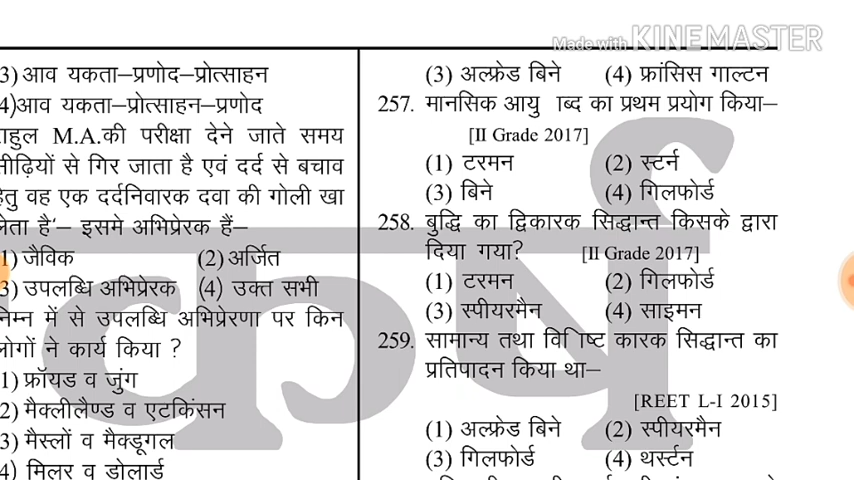 Made with KINEMASTER
3) आव यकता–प्रणोद–प्रोत्साहन
4)आव यकता–प्रोत्साहन–प्रणोद
राहुल M.A.की परीक्षा देने जाते समय
सीढ़ियों से गिर जाता है एवं दर्द से बचाव
हेतु वह एक दर्दनिवारक दवा की गोली खा
लेता है'– इसमे अभिप्रेरक हैं–
1) जैविक (2) अर्जित
3) उपलब्धि अभिप्रेरक (4) उक्त सभी
निम्न में से उपलब्धि अभिप्रेरणा पर किन
लोगों ने कार्य किया ?
1) फ्रॉयड व जुंग
2) मैक्लीलैण्ड व एटकिंसन
3) मैस्लों व मैक्डूगल
4) मिलर व डोलार्ड
(3) अल्फ्रेड बिने (4) फ्रांसिस गाल्टन
257. मानसिक आयु ाब्द का प्रथम प्रयोग किया–
[II Grade 2017]
(1) टरमन (2) स्टर्न
(3) बिने (4) गिलफोर्ड
258. बुद्धि का द्विकारक सिद्धान्त किसके द्वारा
दिया गया? [II Grade 2017]
(1) टरमन (2) गिलफोर्ड
(3) स्पीयरमैन (4) साइमन
259. सामान्य तथा वि िाष्ट कारक सिद्धान्त का
प्रतिपादन किया था–
[REET L-I 2015]
(1) अल्फ्रेड बिने (2) स्पीयरमैन
(3) गिलफोर्ड (4) थर्स्टन